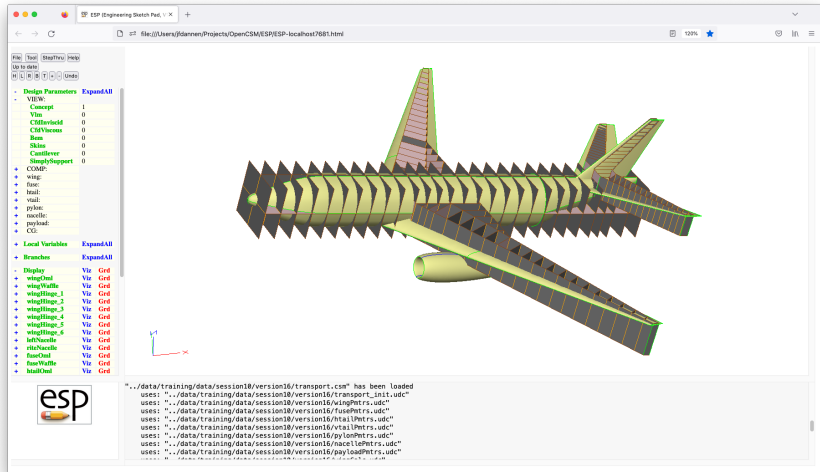 ESP (Engineering Sketch Pad, v
file:///Users/jfdannen/Projects/OpenCSM/ESP/ESP-localhost7681.html
120%
File Tool StepThru Help
Up to date
H L R B T + - Undo
- Design Parameters ExpandAll
- VIEW:
Concept 1
Vlm 0
CfdInviscid 0
CfdViscous 0
Bem 0
Skins 0
Cantilever 0
SimplySupport 0
+ COMP:
+ wing:
+ fuse:
+ htail:
+ vtail:
+ pylon:
+ nacelle:
+ payload:
+ CG:
+ Local Variables ExpandAll
+ Branches ExpandAll
- Display Viz Grd
+ wingOml Viz Grd
+ wingWaffle Viz Grd
+ wingHinge_1 Viz Grd
+ wingHinge_2 Viz Grd
+ wingHinge_3 Viz Grd
+ wingHinge_4 Viz Grd
+ wingHinge_5 Viz Grd
+ wingHinge_6 Viz Grd
+ leftNacelle Viz Grd
+ riteNacelle Viz Grd
+ fuseOml Viz Grd
+ fuseWaffle Viz Grd
+ htailOml Viz Grd
x
esp
"../data/training/data/session10/version16/transport.csm" has been loaded
uses: "../data/training/data/session10/version16/transport_init.udc"
uses: "../data/training/data/session10/version16/wingPmtrs.udc"
uses: "../data/training/data/session10/version16/fusePmtrs.udc"
uses: "../data/training/data/session10/version16/htailPmtrs.udc"
uses: "../data/training/data/session10/version16/vtailPmtrs.udc"
uses: "../data/training/data/session10/version16/pylonPmtrs.udc"
uses: "../data/training/data/session10/version16/nacellePmtrs.udc"
uses: "../data/training/data/session10/version16/payloadPmtrs.udc"